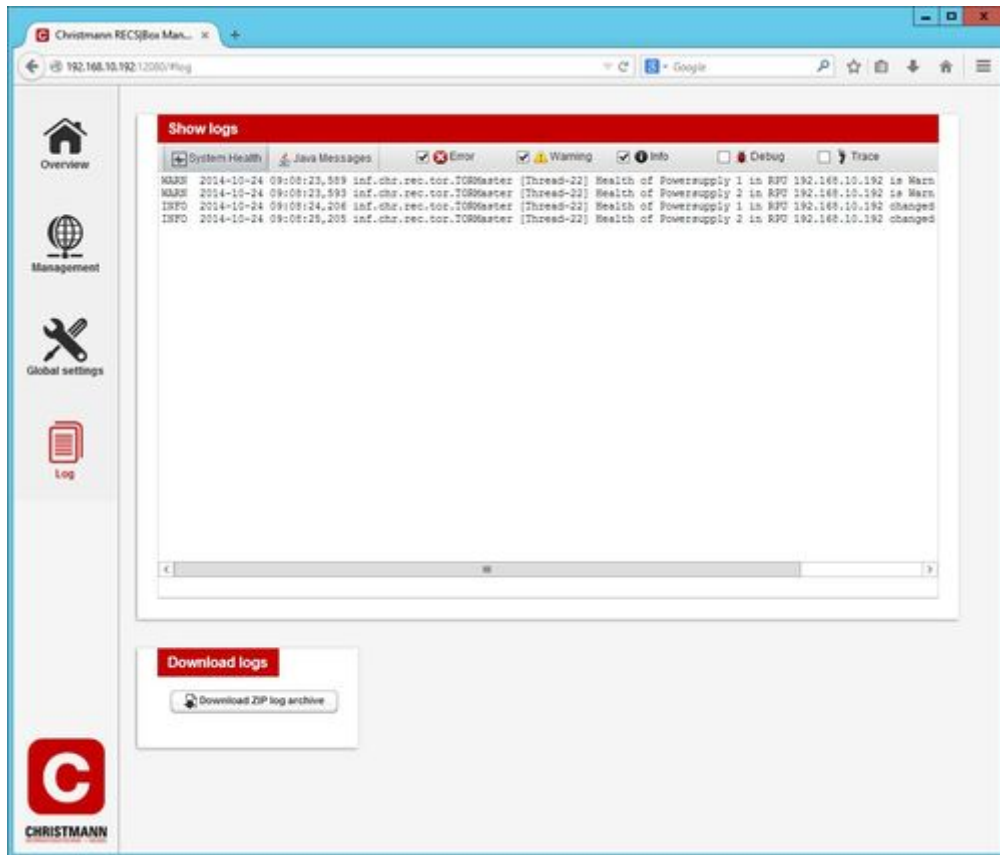 Christmann RECS|Box Man...
192.168.10.192:12080/#log
Google
Overview
Management
Global settings
Log
Show logs
System Health Java Messages Error Warning Info Debug Trace
WARN 2014-10-24 09:08:23,589 inf.chr.rec.tor.TORMaster [Thread-22] Health of Powersupply 1 in RPU 192.168.10.192 is Warn
WARN 2014-10-24 09:08:23,593 inf.chr.rec.tor.TORMaster [Thread-22] Health of Powersupply 2 in RPU 192.168.10.192 is Warn
INFO 2014-10-24 09:08:24,206 inf.chr.rec.tor.TORMaster [Thread-22] Health of Powersupply 1 in RPU 192.168.10.192 changed
INFO 2014-10-24 09:08:25,205 inf.chr.rec.tor.TORMaster [Thread-22] Health of Powersupply 2 in RPU 192.168.10.192 changed
Download logs
Download ZIP log archive
C
CHRISTMANN